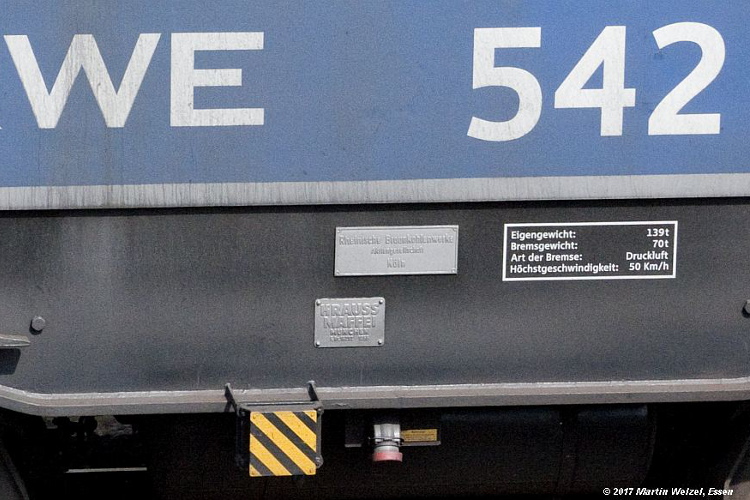 WE 542
Rheinische Braunkohlenwerke
Aktiengesellschaft
Köln
Eigengewicht: 139t
Bremsgewicht: 70t
Art der Bremse: Druckluft
Höchstgeschwindigkeit: 50 Km/h
KRAUSS
MAFFEI
MÜNCHEN
© 2017 Martin Welzel, Essen